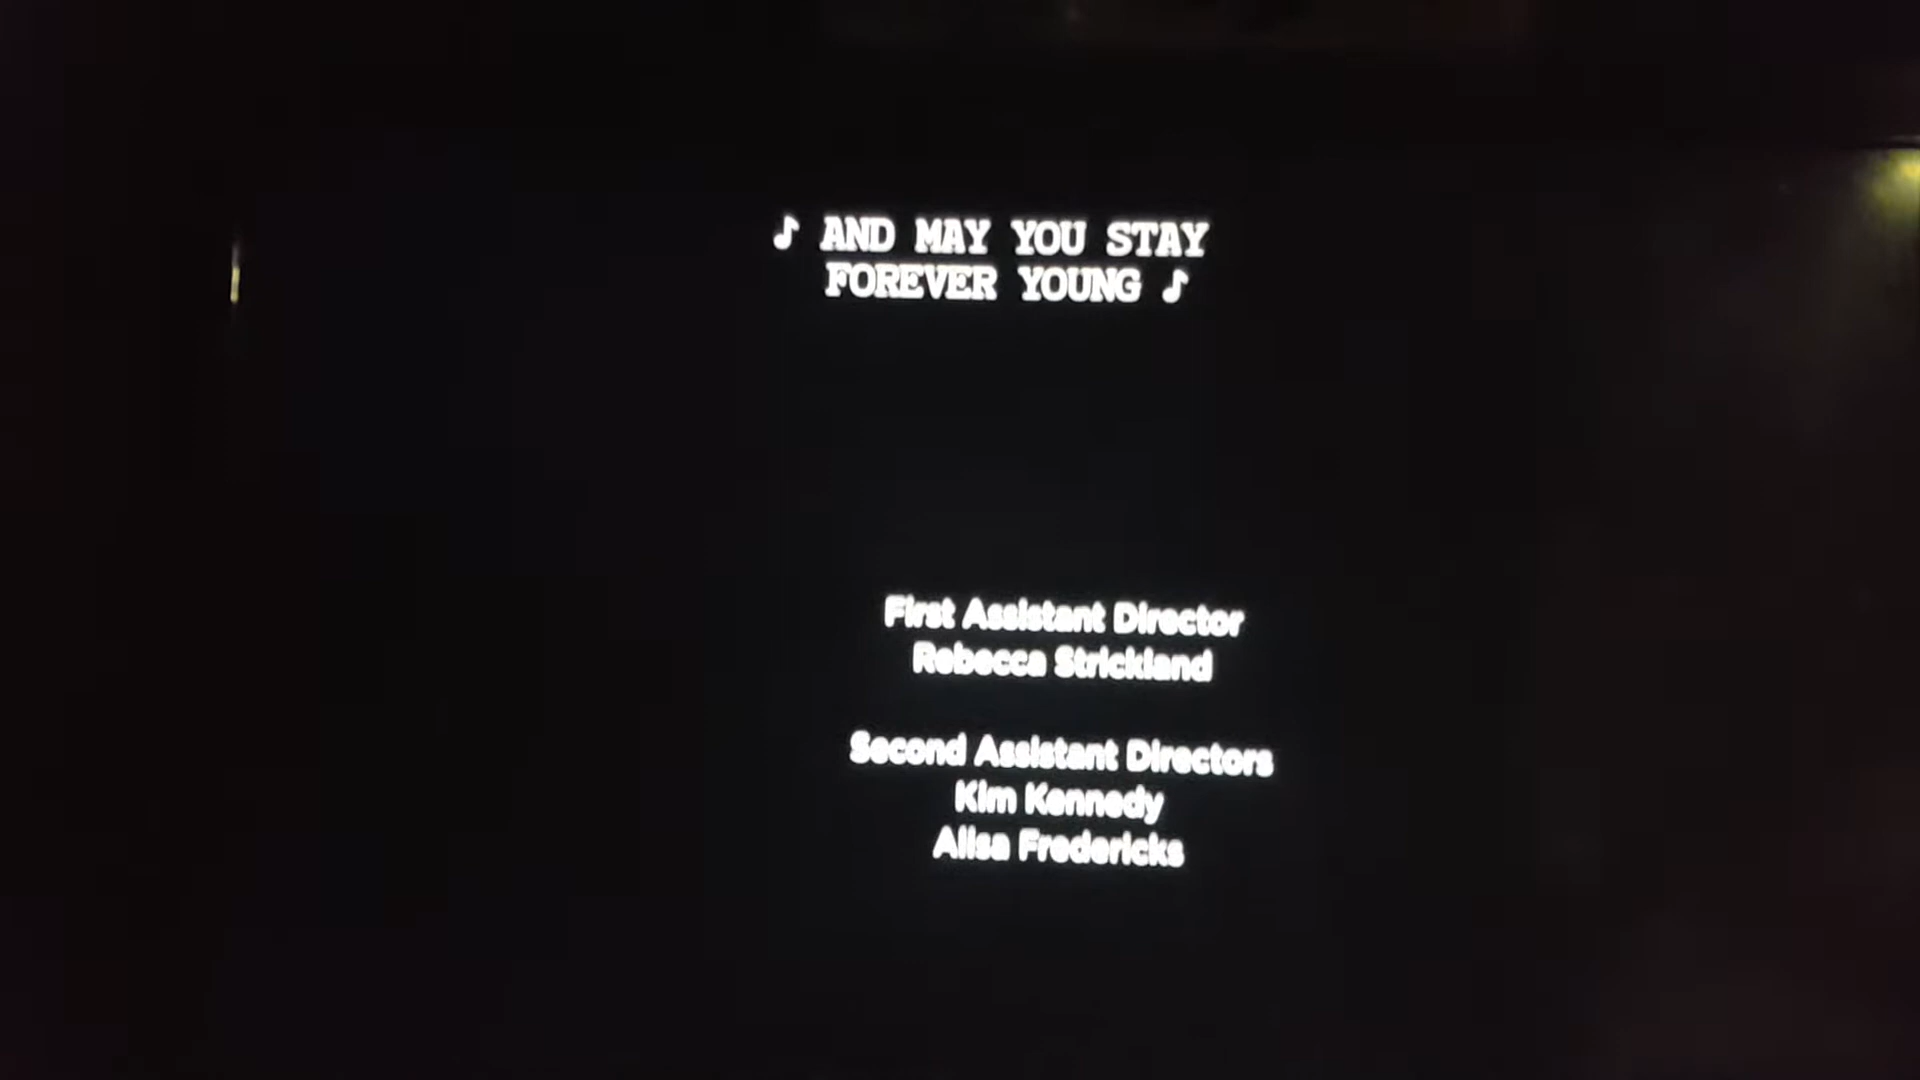 ♪ AND MAY YOU STAY
FOREVER YOUNG ♪
First Assistant Director
Rebecca Strickland
Second Assistant Directors
Kim Kennedy
Alisa Fredericks